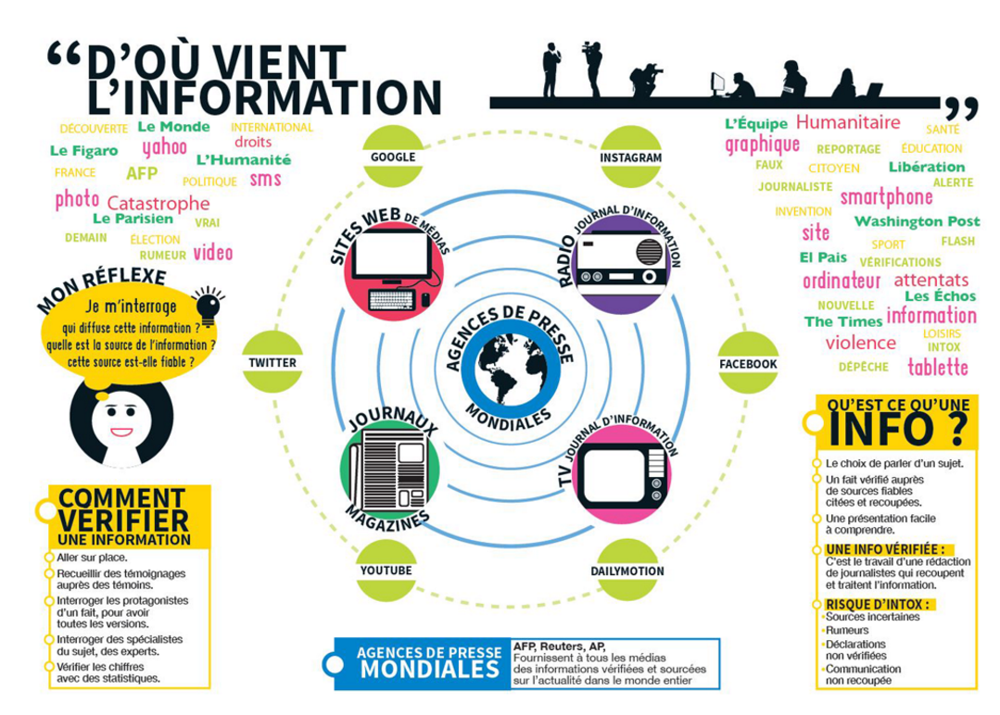 “D’OÙ VIENT
L’INFORMATION”
DÉCOUVERTE Le Monde INTERNATIONAL
Le Figaro yahoo droits
L’Humanité
FRANCE AFP POLITIQUE sms
photo Catastrophe
Le Parisien VRAI
DEMAIN ÉLECTION
RUMEUR video
L’Équipe Humanitaire SANTÉ
graphique REPORTAGE ÉDUCATION
FAUX CITOYEN Libération
JOURNALISTE smartphone ALERTE
INVENTION Washington Post
site SPORT FLASH
El Pais VÉRIFICATIONS
ordinateur attentats
Les Échos
NOUVELLE information
The Times LOISIRS
violence INTOX
DÉPÊCHE tablette
GOOGLE
INSTAGRAM
TWITTER
FACEBOOK
YOUTUBE
DAILYMOTION
SITES WEB DE MÉDIAS
RADIO JOURNAL D’INFORMATION
AGENCES DE PRESSE
MONDIALES
JOURNAUX
MAGAZINES
TV JOURNAL D’INFORMATION
MON RÉFLEXE
Je m’interroge
qui diffuse cette information ?
quelle est la source de l’information ?
cette source est-elle fiable ?
COMMENT
VÉRIFIER
UNE INFORMATION
Aller sur place.
Recueillir des témoignages
auprès des témoins.
Interroger les protagonistes
d’un fait, pour avoir
toutes les versions.
Interroger des spécialistes
du sujet, des experts.
Vérifier les chiffres
avec des statistiques.
AGENCES DE PRESSE
MONDIALES
AFP, Reuters, AP,
Fournissent à tous les médias
des informations vérifiées et sourcées
sur l’actualité dans le monde entier
QU’EST CE QU’UNE
INFO ?
Le choix de parler d’un sujet.
Un fait vérifié auprès
de sources fiables
citées et recoupées.
Une présentation facile
à comprendre.
UNE INFO VÉRIFIÉE :
C’est le travail d’une rédaction
de journalistes qui recoupent
et traitent l’information.
RISQUE D’INTOX :
•Sources incertaines
•Rumeurs
•Déclarations
non vérifiées
•Communication
non recoupée